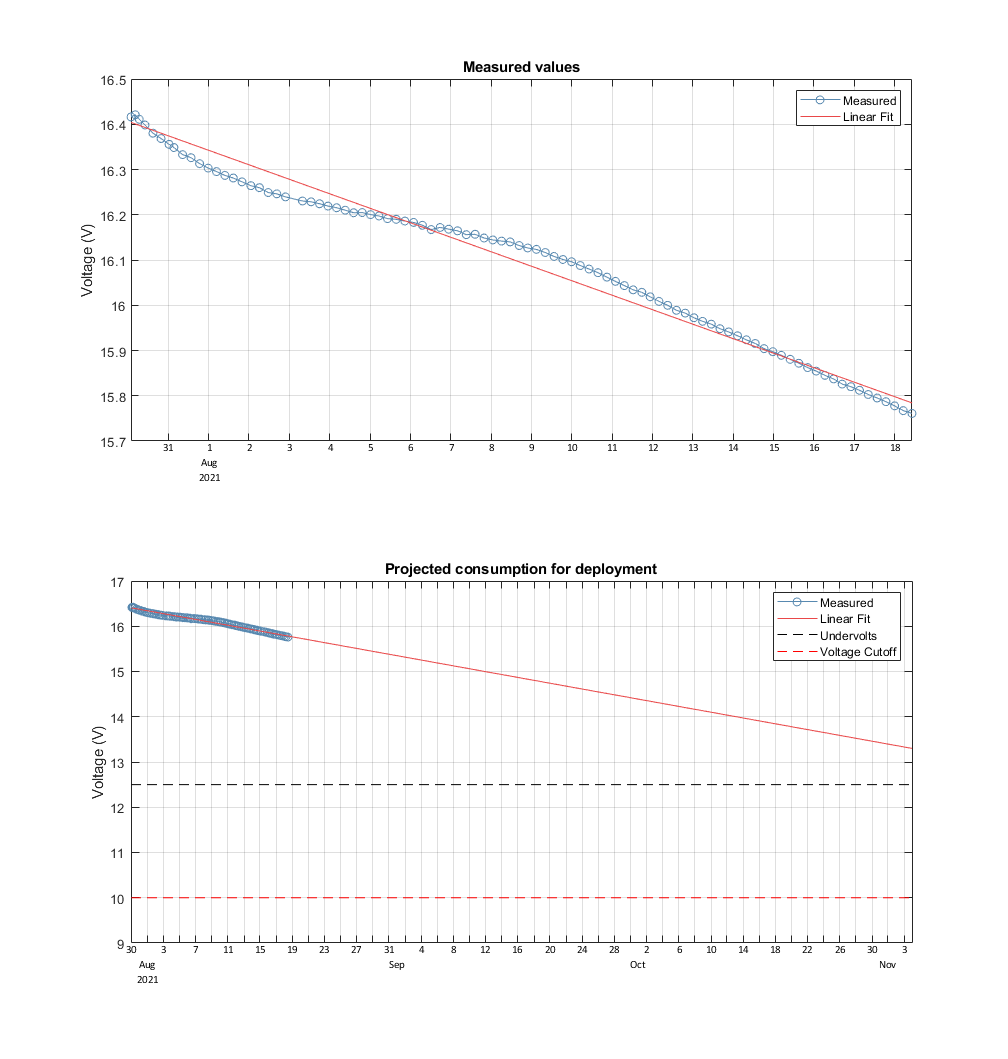 Measured values
16.5
16.4
16.3
16.2
16.1
16
15.9
15.8
15.7
Voltage (V)
Measured
Linear Fit
31 1 2 3 4 5 6 7 8 9 10 11 12 13 14 15 16 17 18
Aug
2021
Projected consumption for deployment
17
16
15
14
13
12
11
10
9
Voltage (V)
Measured
Linear Fit
Undervolts
Voltage Cutoff
30 3 7 11 15 19 23 27 31 4 8 12 16 20 24 28 2 6 10 14 18 22 26 30 3
Aug Sep Oct Nov
2021